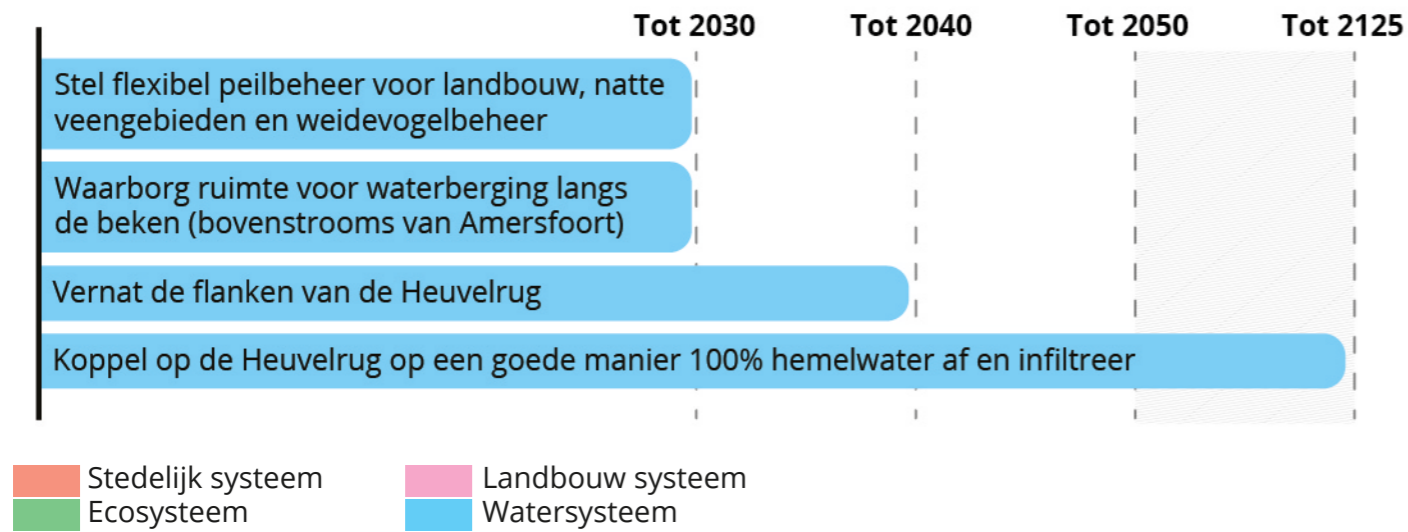 Tot 2030 Tot 2040 Tot 2050 Tot 2125
Stel flexibel peilbeheer voor landbouw, natte
veengebieden en weidevogelbeheer
Waarborg ruimte voor waterberging langs
de beken (bovenstrooms van Amersfoort)
Vernat de flanken van de Heuvelrug
Koppel op de Heuvelrug op een goede manier 100% hemelwater af en infiltreer
Stedelijk systeem
Ecosysteem
Landbouw systeem
Watersysteem